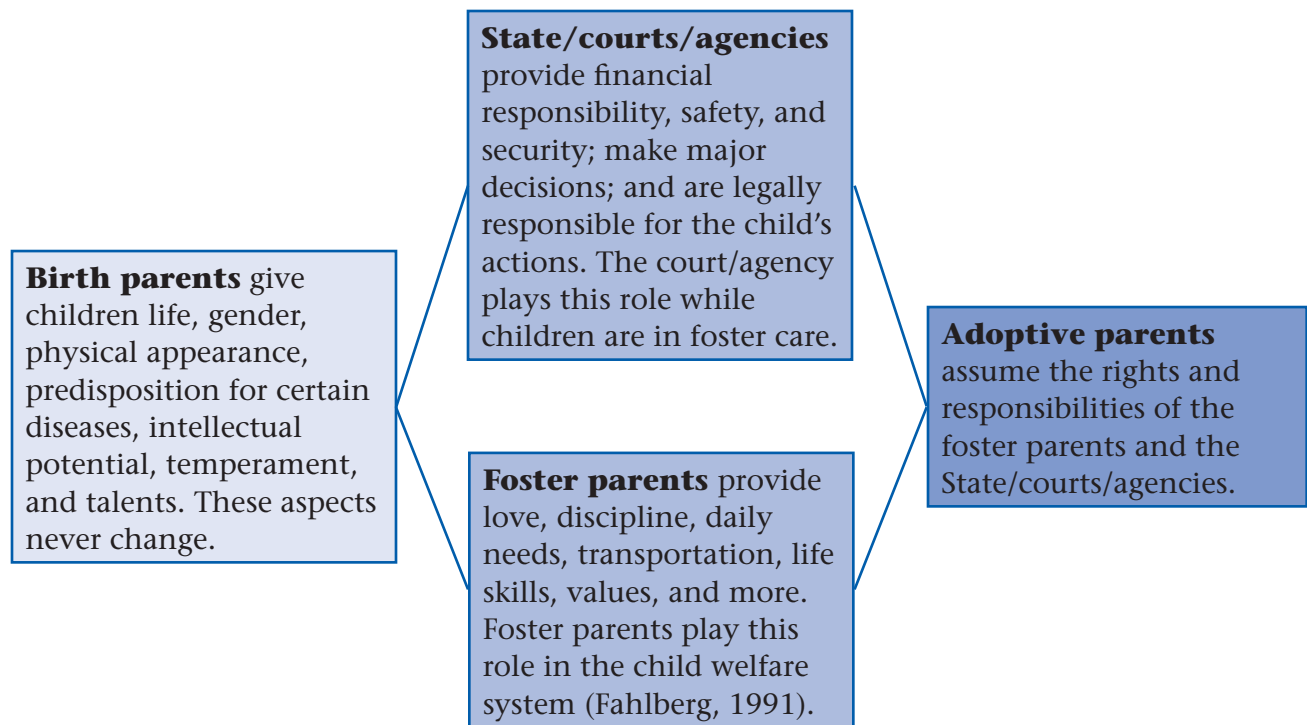 State/courts/agencies
provide financial
responsibility, safety, and
security; make major
decisions; and are legally
responsible for the child’s
actions. The court/agency
plays this role while
children are in foster care.
Birth parents give
children life, gender,
physical appearance,
predisposition for certain
diseases, intellectual
potential, temperament,
and talents. These aspects
never change.
Adoptive parents
assume the rights and
responsibilities of the
foster parents and the
State/courts/agencies.
Foster parents provide
love, discipline, daily
needs, transportation, life
skills, values, and more.
Foster parents play this
role in the child welfare
system (Fahlberg, 1991).